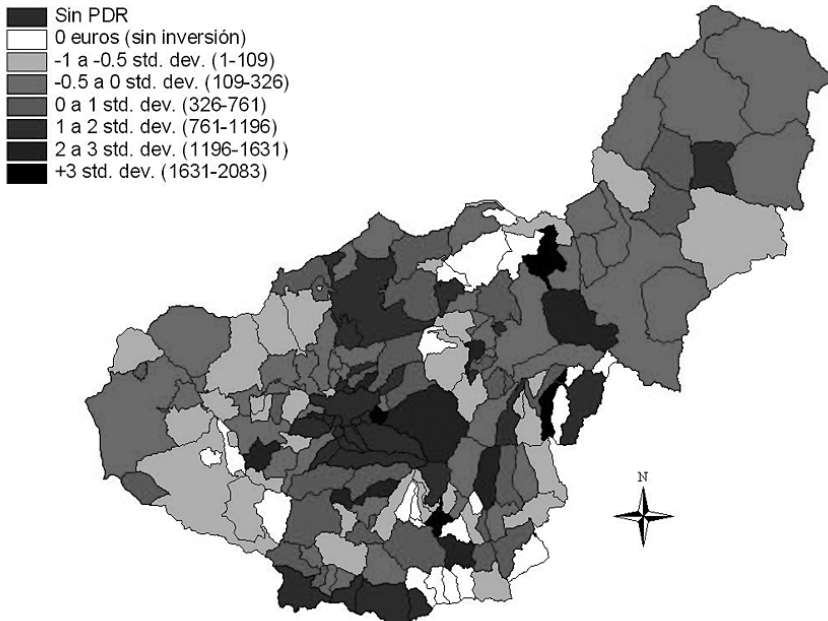 Sin PDR
0 euros (sin inversión)
-1 a -0.5 std. dev. (1-109)
-0.5 a 0 std. dev. (109-326)
0 a 1 std. dev. (326-761)
1 a 2 std. dev. (761-1196)
2 a 3 std. dev. (1196-1631)
+3 std. dev. (1631-2083)
N